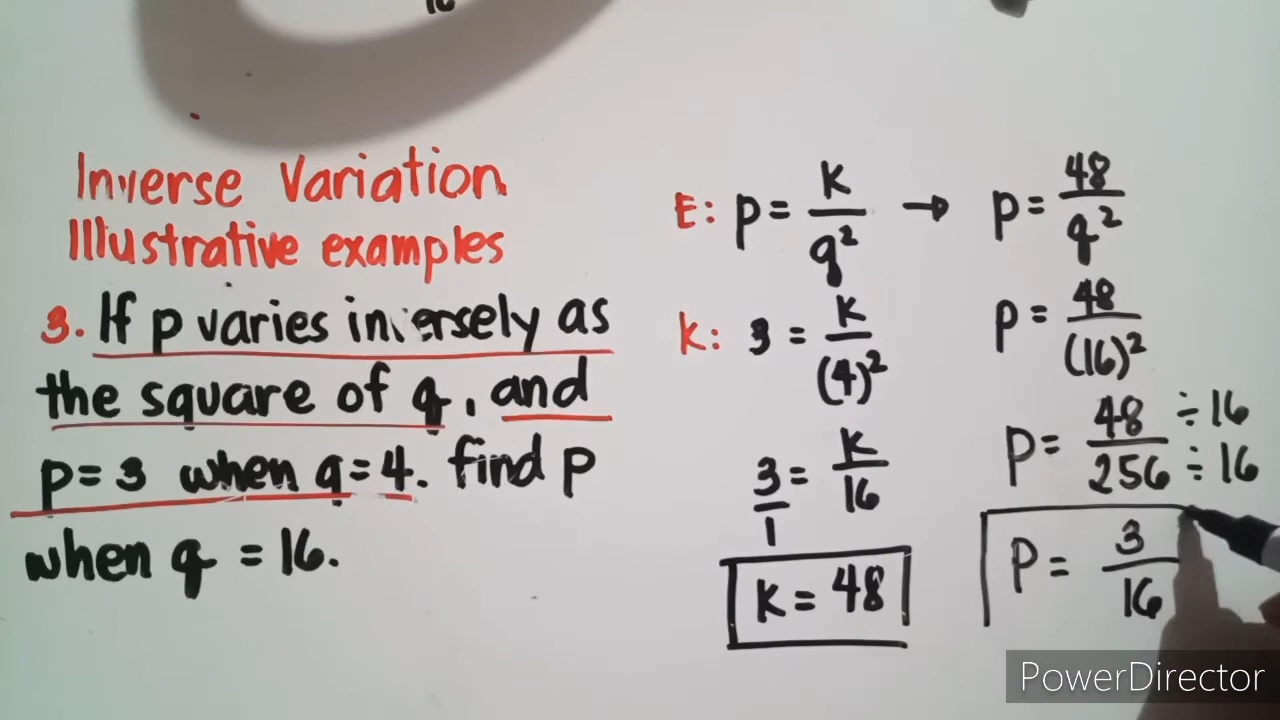 16
Inverse Variation
Illustrative examples
3. If p varies inversely as
the square of q, and
p = 3 when q = 4. find p
when q = 16.
E: p = k/q² → p = 48/q²
k: 3 = k/(4)²
3/1 = k/16
k = 48
p = 48/(16)²
p = 48/256 ÷ 16 ÷ 16
p = 3/16
PowerDirector